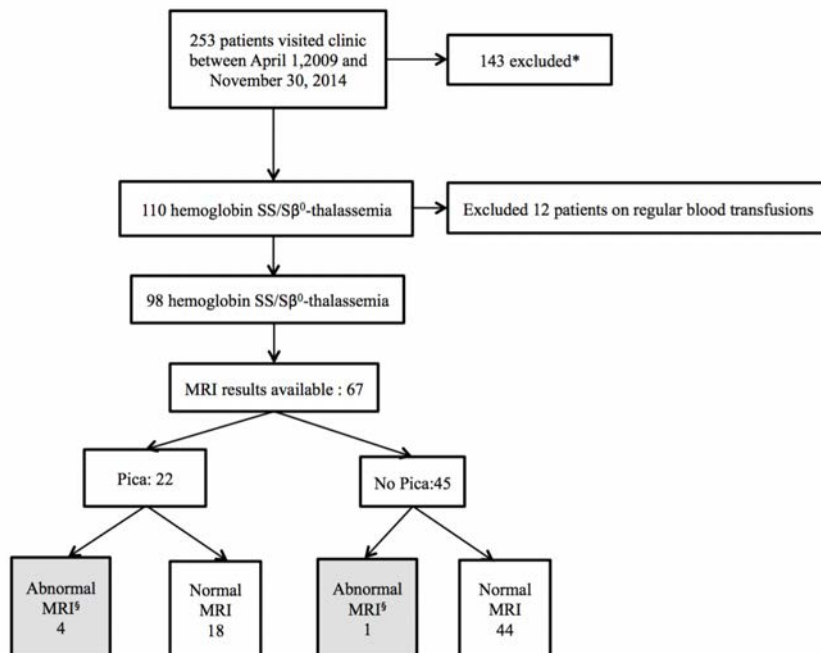 253 patients visited clinic
between April 1,2009 and
November 30, 2014
143 excluded*
110 hemoglobin SS/Sβ⁰-thalassemia
Excluded 12 patients on regular blood transfusions
98 hemoglobin SS/Sβ⁰-thalassemia
MRI results available : 67
Pica: 22
No Pica:45
Abnormal
MRI§
4
Normal
MRI
18
Abnormal
MRI§
1
Normal
MRI
44